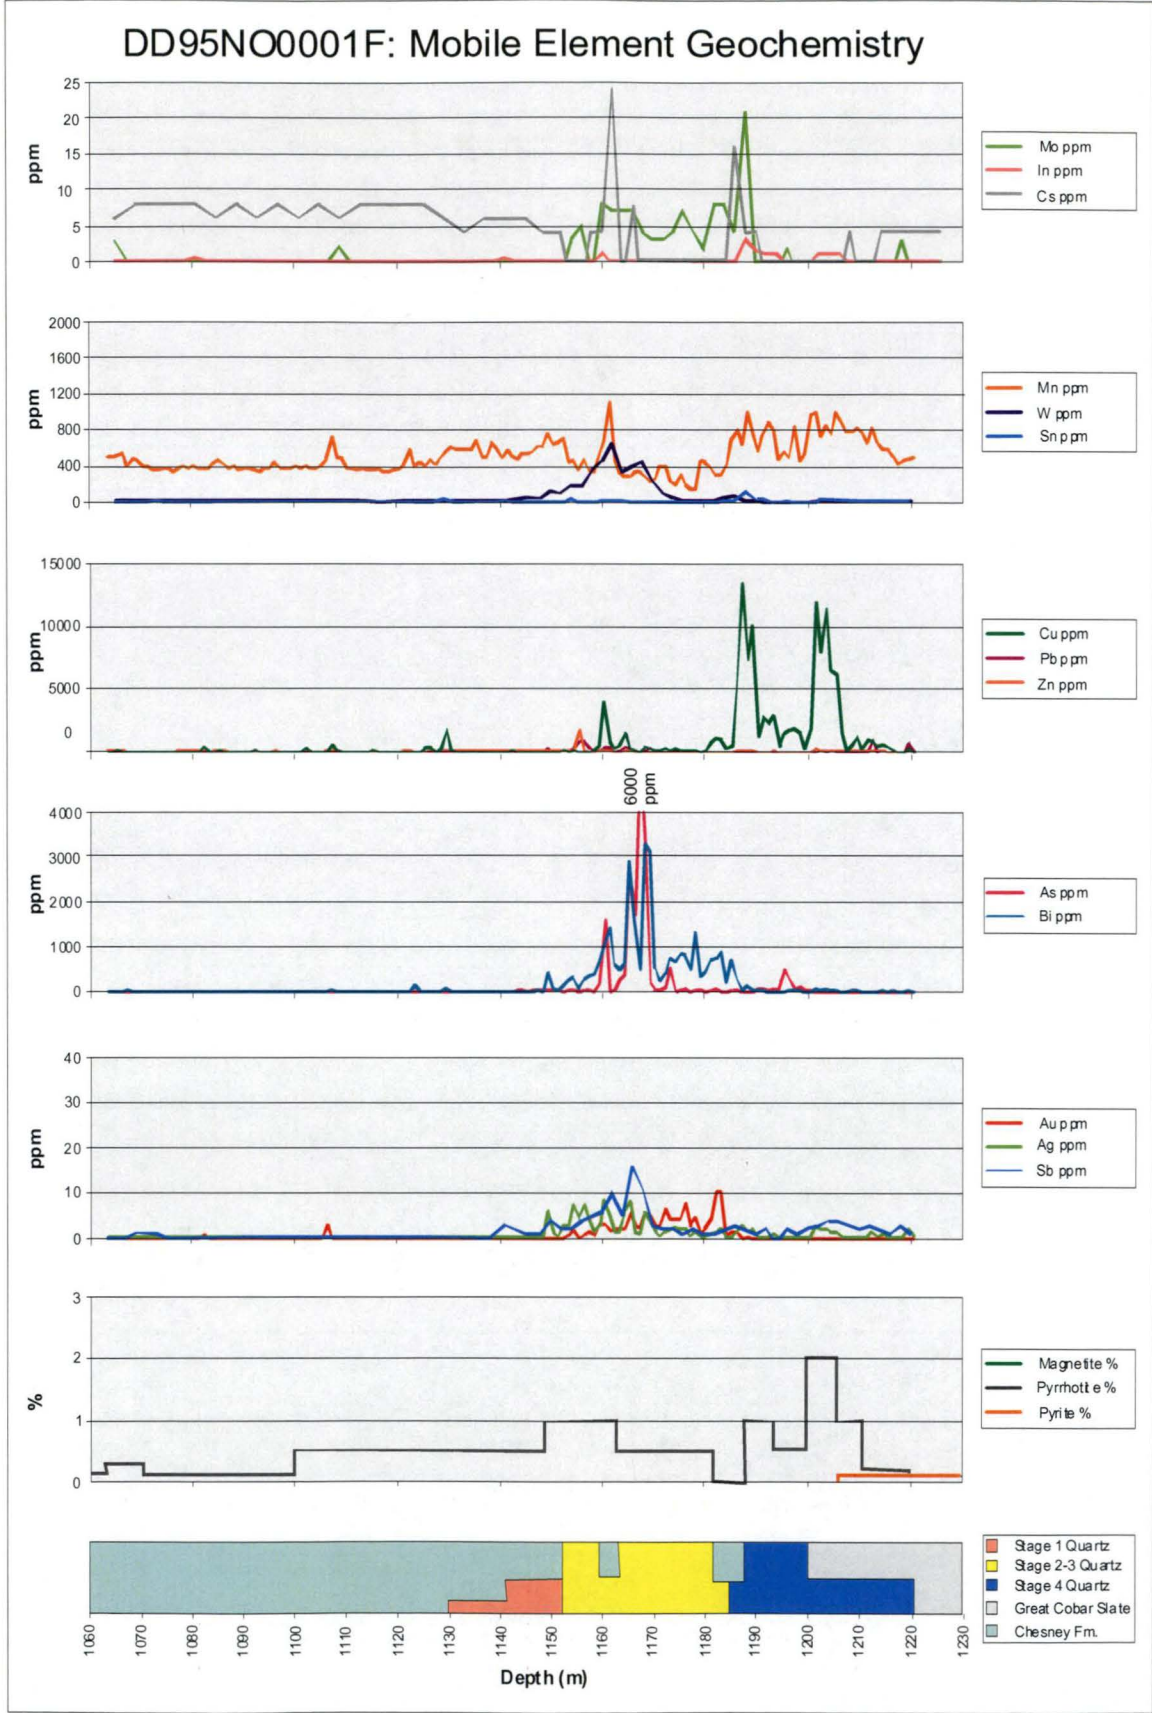 DD95NO0001F: Mobile Element Geochemistry
25
20
15
10
5
0
ppm
Mo ppm
In ppm
Cs ppm
2000
1600
1200
800
400
0
ppm
Mn ppm
W ppm
Sn ppm
15000
10000
5000
0
ppm
Cu ppm
Pb ppm
Zn ppm
6000
ppm
4000
3000
2000
1000
0
ppm
As ppm
Bi ppm
40
30
20
10
0
ppm
Au ppm
Ag ppm
Sb ppm
3
2
1
0
%
Magnetite %
Pyrrhotite %
Pyrite %
Stage 1 Quartz
Stage 2-3 Quartz
Stage 4 Quartz
Great Cobar Slate
Chesney Fm.
1060 1070 1080 1090 1100 1110 1120 1130 1140 1150 1160 1170 1180 1190 1200 1210 1220 1230
Depth (m)